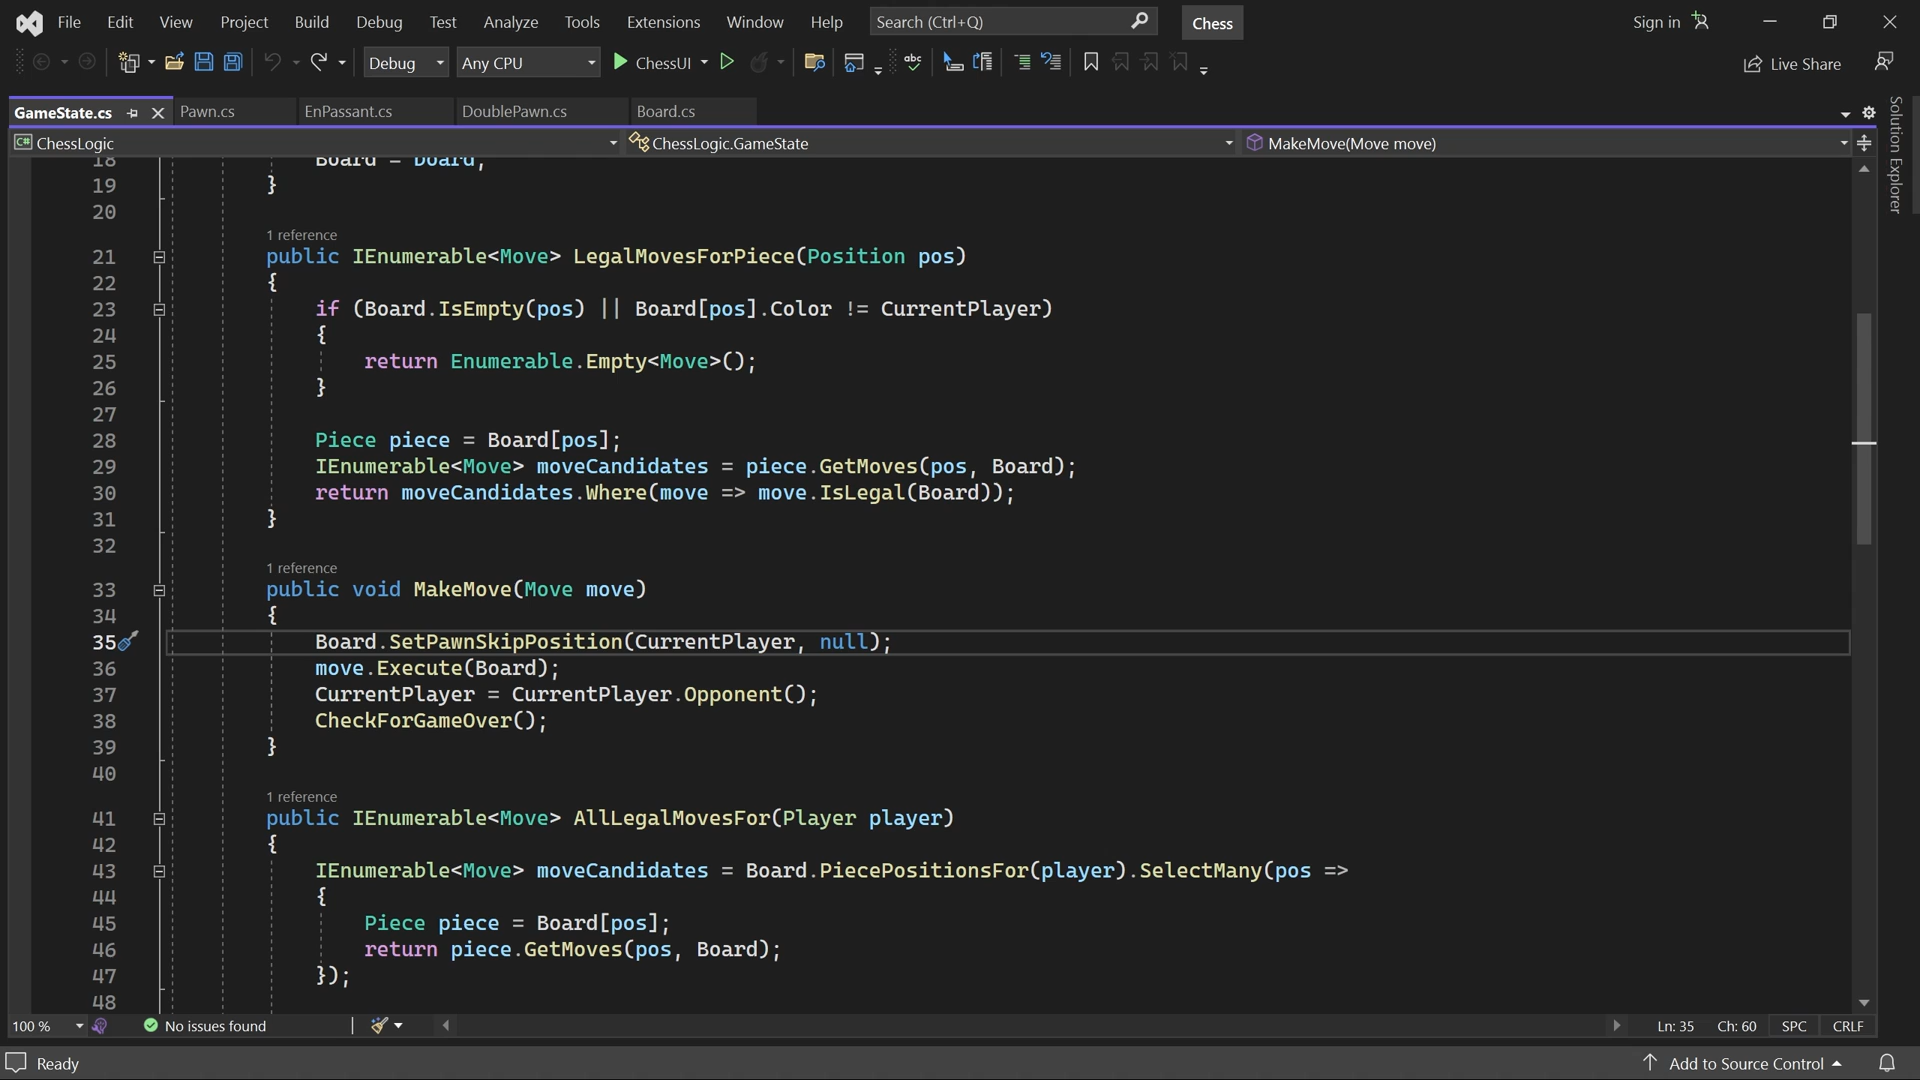 File Edit View Project Build Debug Test Analyze Tools Extensions Window Help Search (Ctrl+Q) Chess Sign in
Debug Any CPU ChessUI Live Share
GameState.cs Pawn.cs EnPassant.cs DoublePawn.cs Board.cs
ChessLogic ChessLogic.GameState MakeMove(Move move)
Solution Explorer
18 Board = board;
19 }
20
1 reference
21 public IEnumerable<Move> LegalMovesForPiece(Position pos)
22 {
23 if (Board.IsEmpty(pos) || Board[pos].Color != CurrentPlayer)
24 {
25 return Enumerable.Empty<Move>();
26 }
27
28 Piece piece = Board[pos];
29 IEnumerable<Move> moveCandidates = piece.GetMoves(pos, Board);
30 return moveCandidates.Where(move => move.IsLegal(Board));
31 }
32
1 reference
33 public void MakeMove(Move move)
34 {
35 Board.SetPawnSkipPosition(CurrentPlayer, null);
36 move.Execute(Board);
37 CurrentPlayer = CurrentPlayer.Opponent();
38 CheckForGameOver();
39 }
40
1 reference
41 public IEnumerable<Move> AllLegalMovesFor(Player player)
42 {
43 IEnumerable<Move> moveCandidates = Board.PiecePositionsFor(player).SelectMany(pos =>
44 {
45 Piece piece = Board[pos];
46 return piece.GetMoves(pos, Board);
47 });
48
100 % No issues found Ln: 35 Ch: 60 SPC CRLF
Ready Add to Source Control